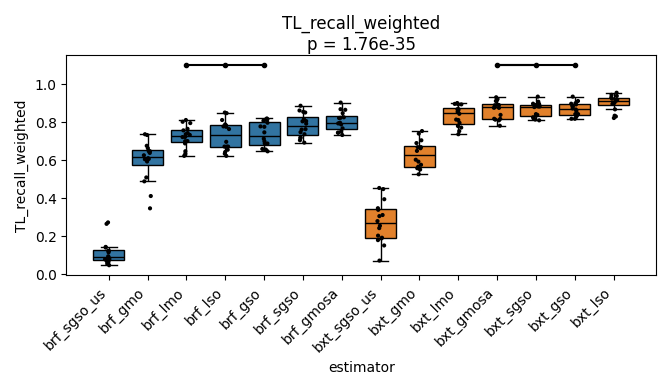 TL_recall_weighted
p = 1.76e-35
TL_recall_weighted
1.0
0.8
0.6
0.4
0.2
0.0
brf_sgso_us
brf_gmo
brf_lmo
brf_lso
brf_gso
brf_sgso
brf_gmosa
bxt_sgso_us
bxt_gmo
bxt_lmo
bxt_gmosa
bxt_sgso
bxt_gso
bxt_lso
estimator